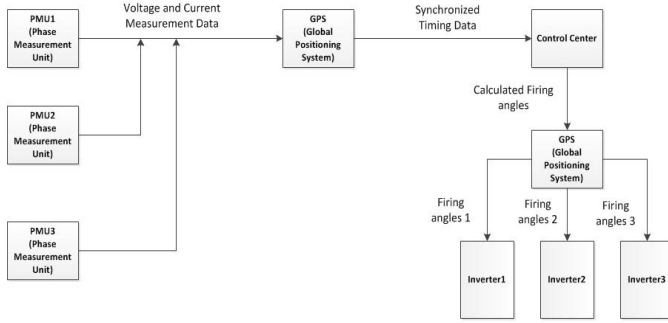 PMU1
(Phase
Measurement
Unit)
Voltage and Current
Measurement Data
GPS
(Global
Positioning
System)
Synchronized
Timing Data
Control Center
PMU2
(Phase
Measurement
Unit)
Calculated Firing
angles
GPS
(Global
Positioning
System)
PMU3
(Phase
Measurement
Unit)
Firing
angles 1
Firing
angles 2
Firing
angles 3
Inverter1
Inverter2
Inverter3